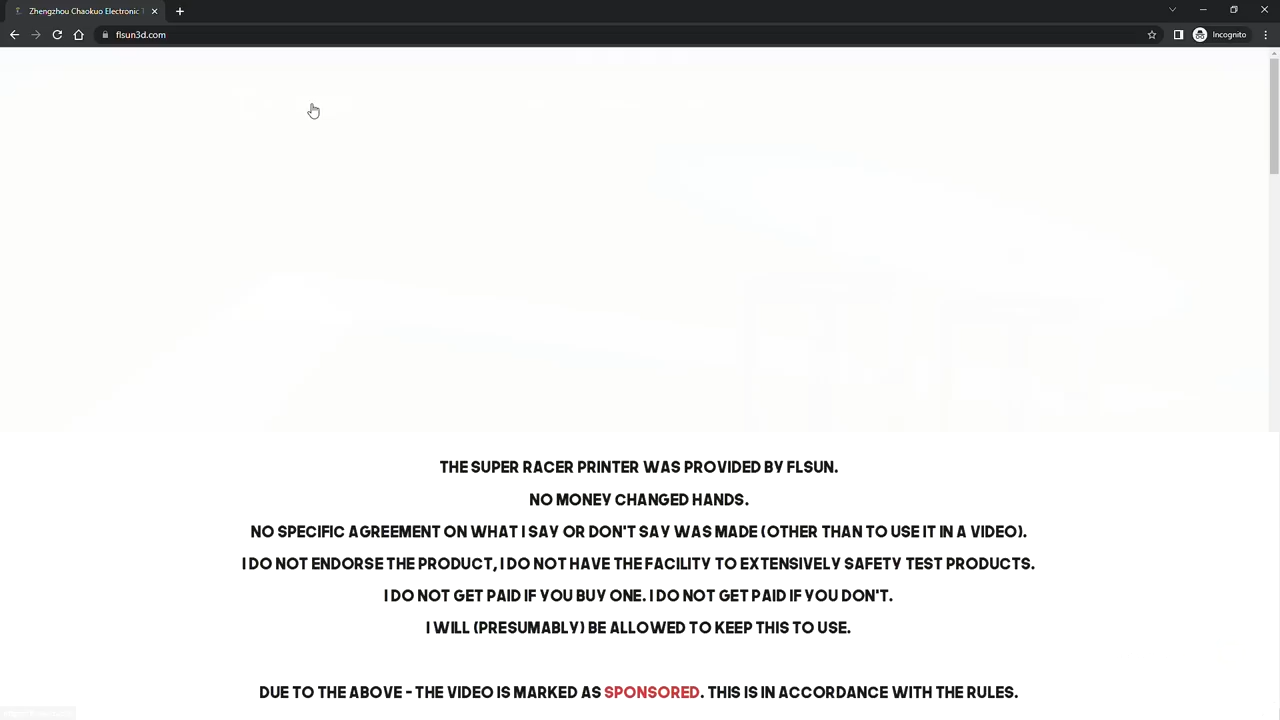 Zhengzhou Chaokuo Electronic T
flsun3d.com
Incognito
THE SUPER RACER PRINTER WAS PROVIDED BY FLSUN.
NO MONEY CHANGED HANDS.
NO SPECIFIC AGREEMENT ON WHAT I SAY OR DON'T SAY WAS MADE (OTHER THAN TO USE IT IN A VIDEO).
I DO NOT ENDORSE THE PRODUCT, I DO NOT HAVE THE FACILITY TO EXTENSIVELY SAFETY TEST PRODUCTS.
I DO NOT GET PAID IF YOU BUY ONE. I DO NOT GET PAID IF YOU DON'T.
I WILL (PRESUMABLY) BE ALLOWED TO KEEP THIS TO USE.
DUE TO THE ABOVE - THE VIDEO IS MARKED AS SPONSORED. THIS IS IN ACCORDANCE WITH THE RULES.